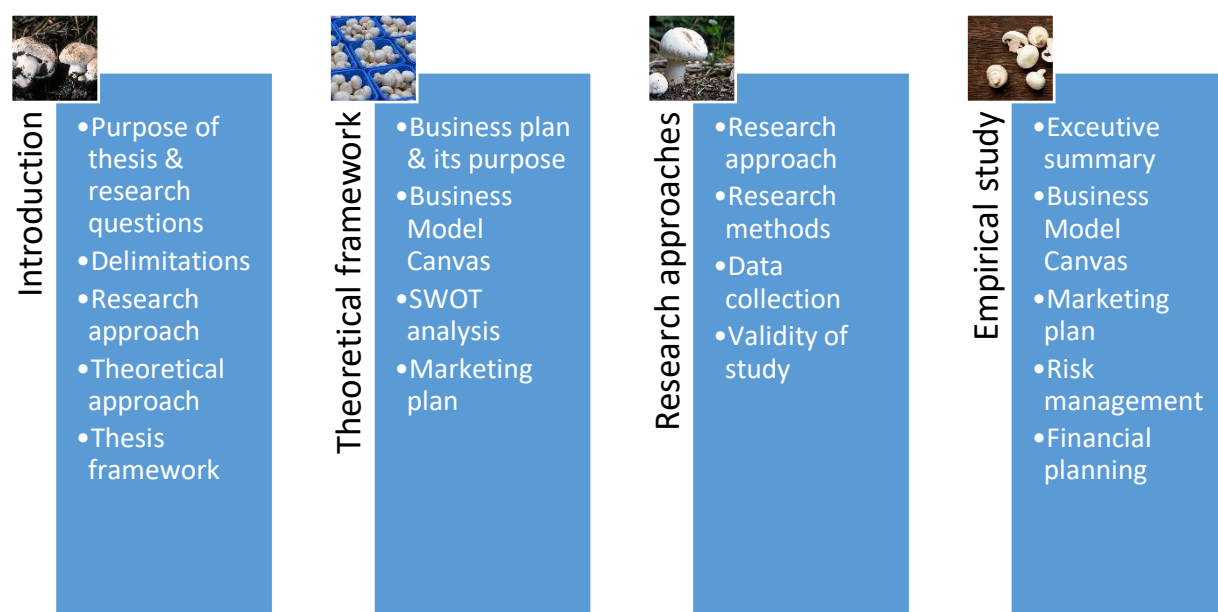 Introduction
•Purpose of
thesis &
research
questions
•Delimitations
•Research
approach
•Theoretical
approach
•Thesis
framework
Theoretical framework
•Business plan
& its purpose
•Business
Model
Canvas
•SWOT
analysis
•Marketing
plan
Research approaches
•Research
approach
•Research
methods
•Data
collection
•Validity of
study
Empirical study
•Exceutive
summary
•Business
Model
Canvas
•Marketing
plan
•Risk
management
•Financial
planning